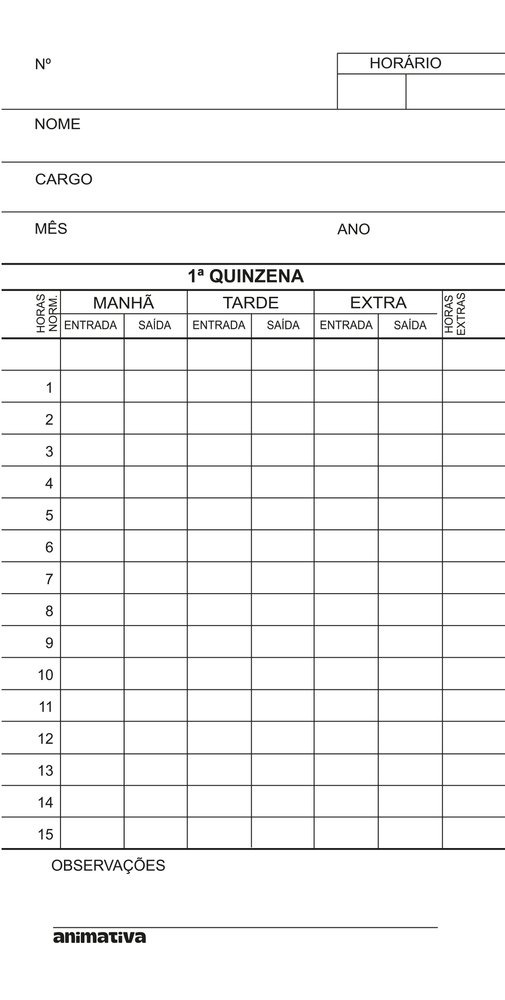 Nº
HORÁRIO
NOME
CARGO
MÊS ANO
1ª QUINZENA
HORAS NORM. MANHÃ TARDE EXTRA HORAS EXTRAS
ENTRADA SAÍDA ENTRADA SAÍDA ENTRADA SAÍDA
1
2
3
4
5
6
7
8
9
10
11
12
13
14
15
OBSERVAÇÕES
animativa